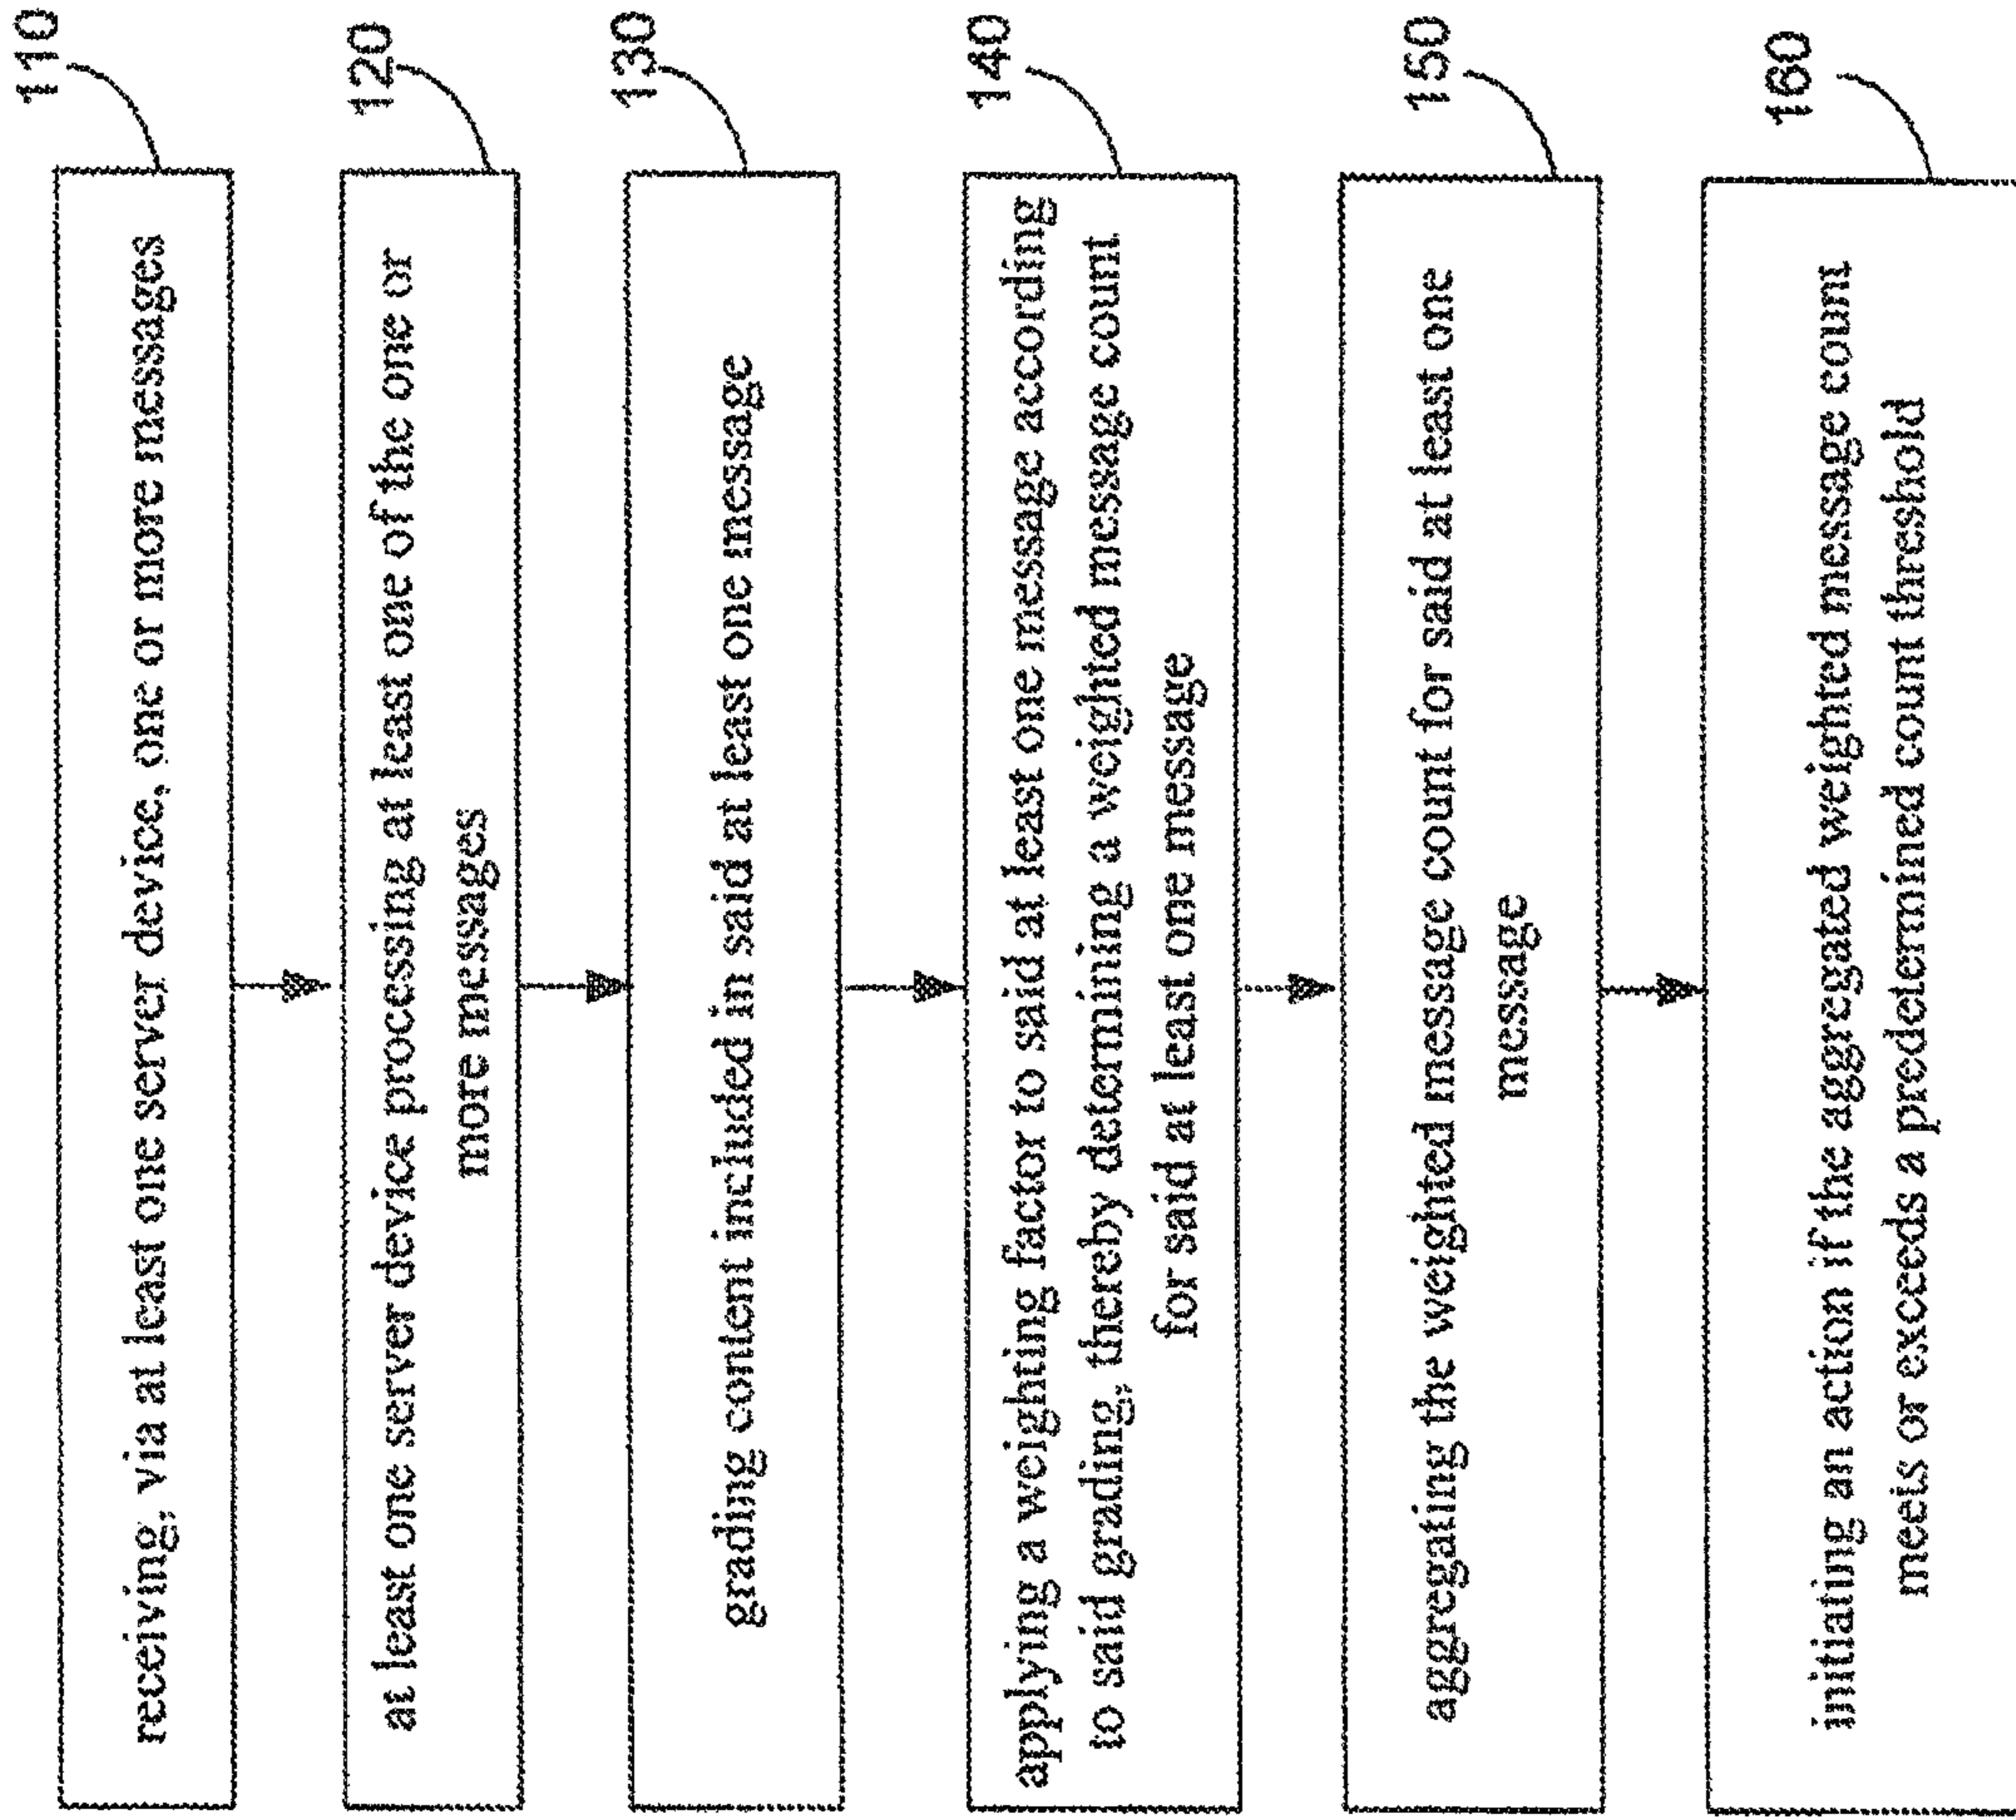 110
receiving, via at least one server device, one or more messages
120
at least one server device processing at least one of the one or
more messages
130
grading content included in said at least one message
140
applying a weighting factor to said at least one message according
to said grading, thereby determining a weighted message count
for said at least one message
150
aggregating the weighted message count for said at least one
message
160
initiating an action if the aggregated weighted message count
meets or exceeds a predetermined count threshold